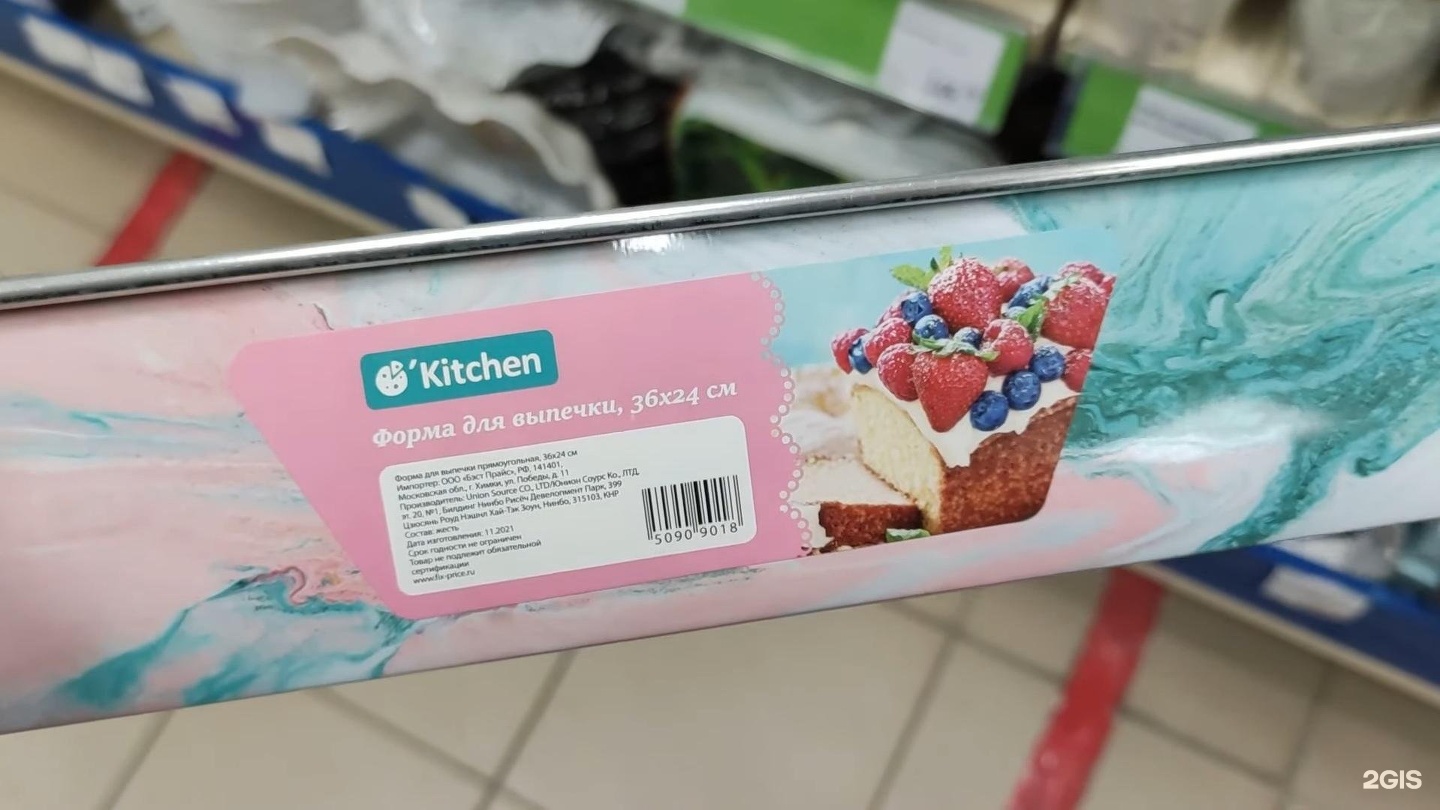 'Kitchen
Форма для выпечки, 36x24 см
Форма для выпечки прямоугольная, 36x24 см
Импортер: ООО «Бэст Прайс», РФ, 141401,
Московская обл., г. Химки, ул. Победы, д. 11
Производитель: Union Source CO., LTD/Юнион Соурс Ко., ЛТД,
эт. 20, №1, Билдинг Нинбо Рисёч Девелопмент Парк, 399
Цзюсянь Роуд Нэшнл Хай-Тэк Зоун, Нинбо, 315103, КНР
Состав: жесть
Дата изготовления: 11.2021
Срок годности не ограничен
Товар не подлежит обязательной
сертификации
www.fix-price.ru
5090 9018
2GIS